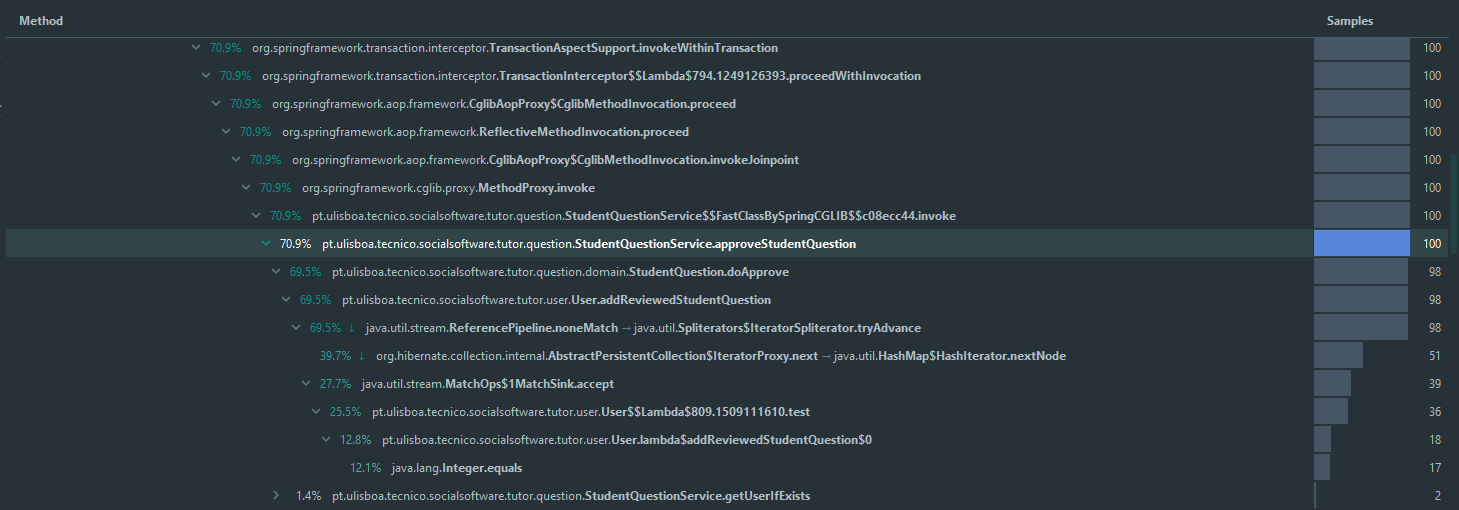 Method Samples
70.9% org.springframework.transaction.interceptor.TransactionAspectSupport.invokeWithinTransaction 100
70.9% org.springframework.transaction.interceptor.TransactionInterceptor$$Lambda$794.1249126393.proceedWithInvocation 100
70.9% org.springframework.aop.framework.CglibAopProxy$CglibMethodInvocation.proceed 100
70.9% org.springframework.aop.framework.ReflectiveMethodInvocation.proceed 100
70.9% org.springframework.aop.framework.CglibAopProxy$CglibMethodInvocation.invokeJoinpoint 100
70.9% org.springframework.cglib.proxy.MethodProxy.invoke 100
70.9% pt.ulisboa.tecnico.socialsoftware.tutor.question.StudentQuestionService$$FastClassBySpringCGLIB$$c08ecc44.invoke 100
70.9% pt.ulisboa.tecnico.socialsoftware.tutor.question.StudentQuestionService.approveStudentQuestion 100
69.5% pt.ulisboa.tecnico.socialsoftware.tutor.question.domain.StudentQuestion.doApprove 98
69.5% pt.ulisboa.tecnico.socialsoftware.tutor.user.User.addReviewedStudentQuestion 98
69.5% ↓ java.util.stream.ReferencePipeline.noneMatch → java.util.Spliterators$IteratorSpliterator.tryAdvance 98
39.7% ↓ org.hibernate.collection.internal.AbstractPersistentCollection$IteratorProxy.next → java.util.HashMap$HashIterator.nextNode 51
27.7% java.util.stream.MatchOps$1MatchSink.accept 39
25.5% pt.ulisboa.tecnico.socialsoftware.tutor.user.User$$Lambda$809.1509111610.test 36
12.8% pt.ulisboa.tecnico.socialsoftware.tutor.user.User.lambda$addReviewedStudentQuestion$0 18
12.1% java.lang.Integer.equals 17
1.4% pt.ulisboa.tecnico.socialsoftware.tutor.question.StudentQuestionService.getUserIfExists 2